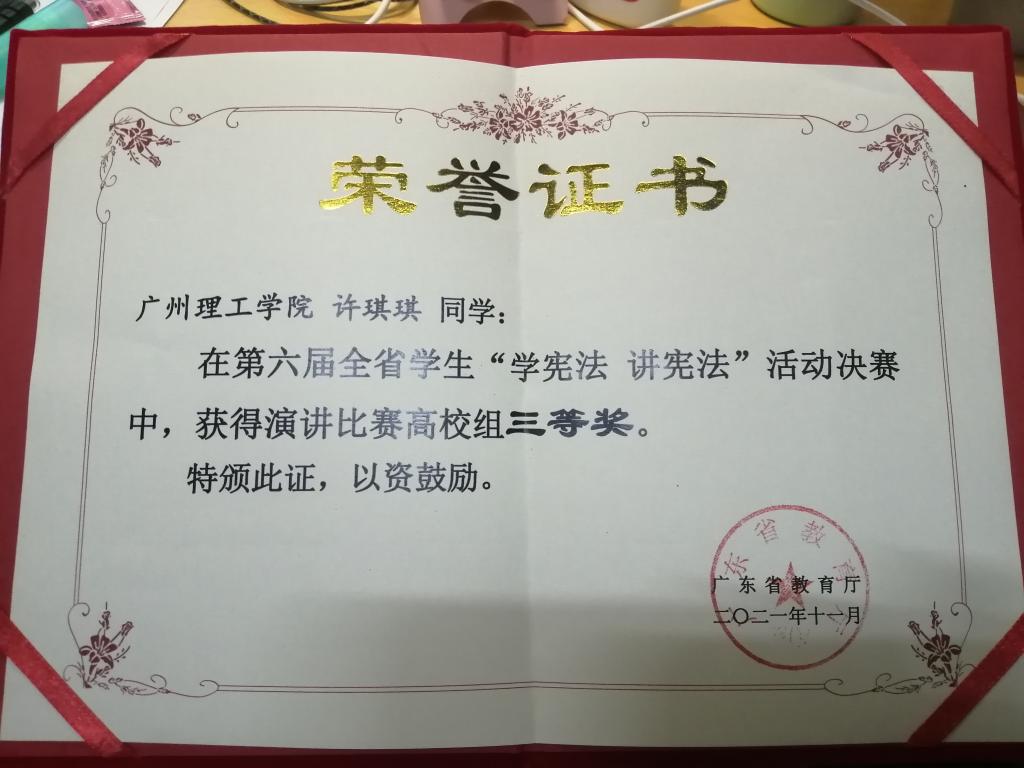 荣誉证书
广州理工学院 许琪琪 同学：
在第六届全省学生“学宪法 讲宪法”活动决赛
中，获得演讲比赛高校组三等奖。
特颁此证，以资鼓励。
广东省教育厅
二〇二一年十一月